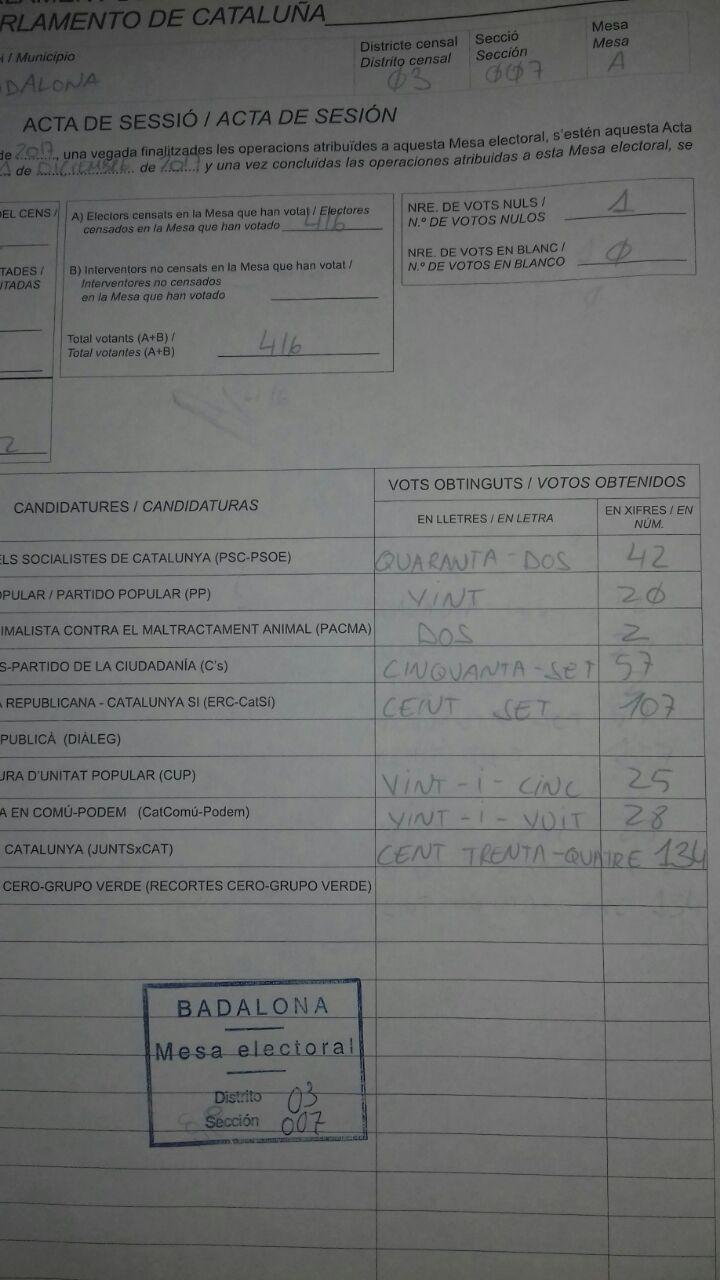 RLAMENTO DE CATALUÑA
i / Municipio
DALONA
Districte censal
Distrito censal
03
Secció
Sección
007
Mesa
Mesa
A
ACTA DE SESSIÓ / ACTA DE SESIÓN
de 2017, una vegada finalitzades les operacions atribuïdes a aquesta Mesa electoral, s'estén aquesta Acta
de de 2017 y una vez concluidas las operaciones atribuidas a esta Mesa electoral, se
DEL CENS /
TADES /
TADAS
2
A) Electors censats en la Mesa que han votat / Electores
censados en la Mesa que han votado 416
B) Interventors no censats en la Mesa que han votat /
Interventores no censados
en la Mesa que han votado
Total votants (A+B) /
Total votantes (A+B) 416
NRE. DE VOTS NULS /
N.º DE VOTOS NULOS 1
NRE. DE VOTS EN BLANC /
N.º DE VOTOS EN BLANCO 0
CANDIDATURES / CANDIDATURAS
VOTS OBTINGUTS / VOTOS OBTENIDOS
EN LLETRES / EN LETRA
EN XIFRES / EN
NÚM.
ELS SOCIALISTES DE CATALUNYA (PSC-PSOE) QUARANTA-DOS 42
OPULAR / PARTIDO POPULAR (PP) VINT 20
IMALISTA CONTRA EL MALTRACTAMENT ANIMAL (PACMA) DOS 2
S-PARTIDO DE LA CIUDADANÍA (C's) CINQUANTA-SET 57
A REPUBLICANA - CATALUNYA SI (ERC-CatSí) CENT SET 107
PUBLICÀ (DIÀLEG)
URA D'UNITAT POPULAR (CUP) VINT-I-CINC 25
A EN COMÚ-PODEM (CatComú-Podem) VINT-I-VUIT 28
CATALUNYA (JUNTSxCAT) CENT TRENTA-QUATRE 134
CERO-GRUPO VERDE (RECORTES CERO-GRUPO VERDE)
BADALONA
Mesa electoral
Distrito 03
Sección 007